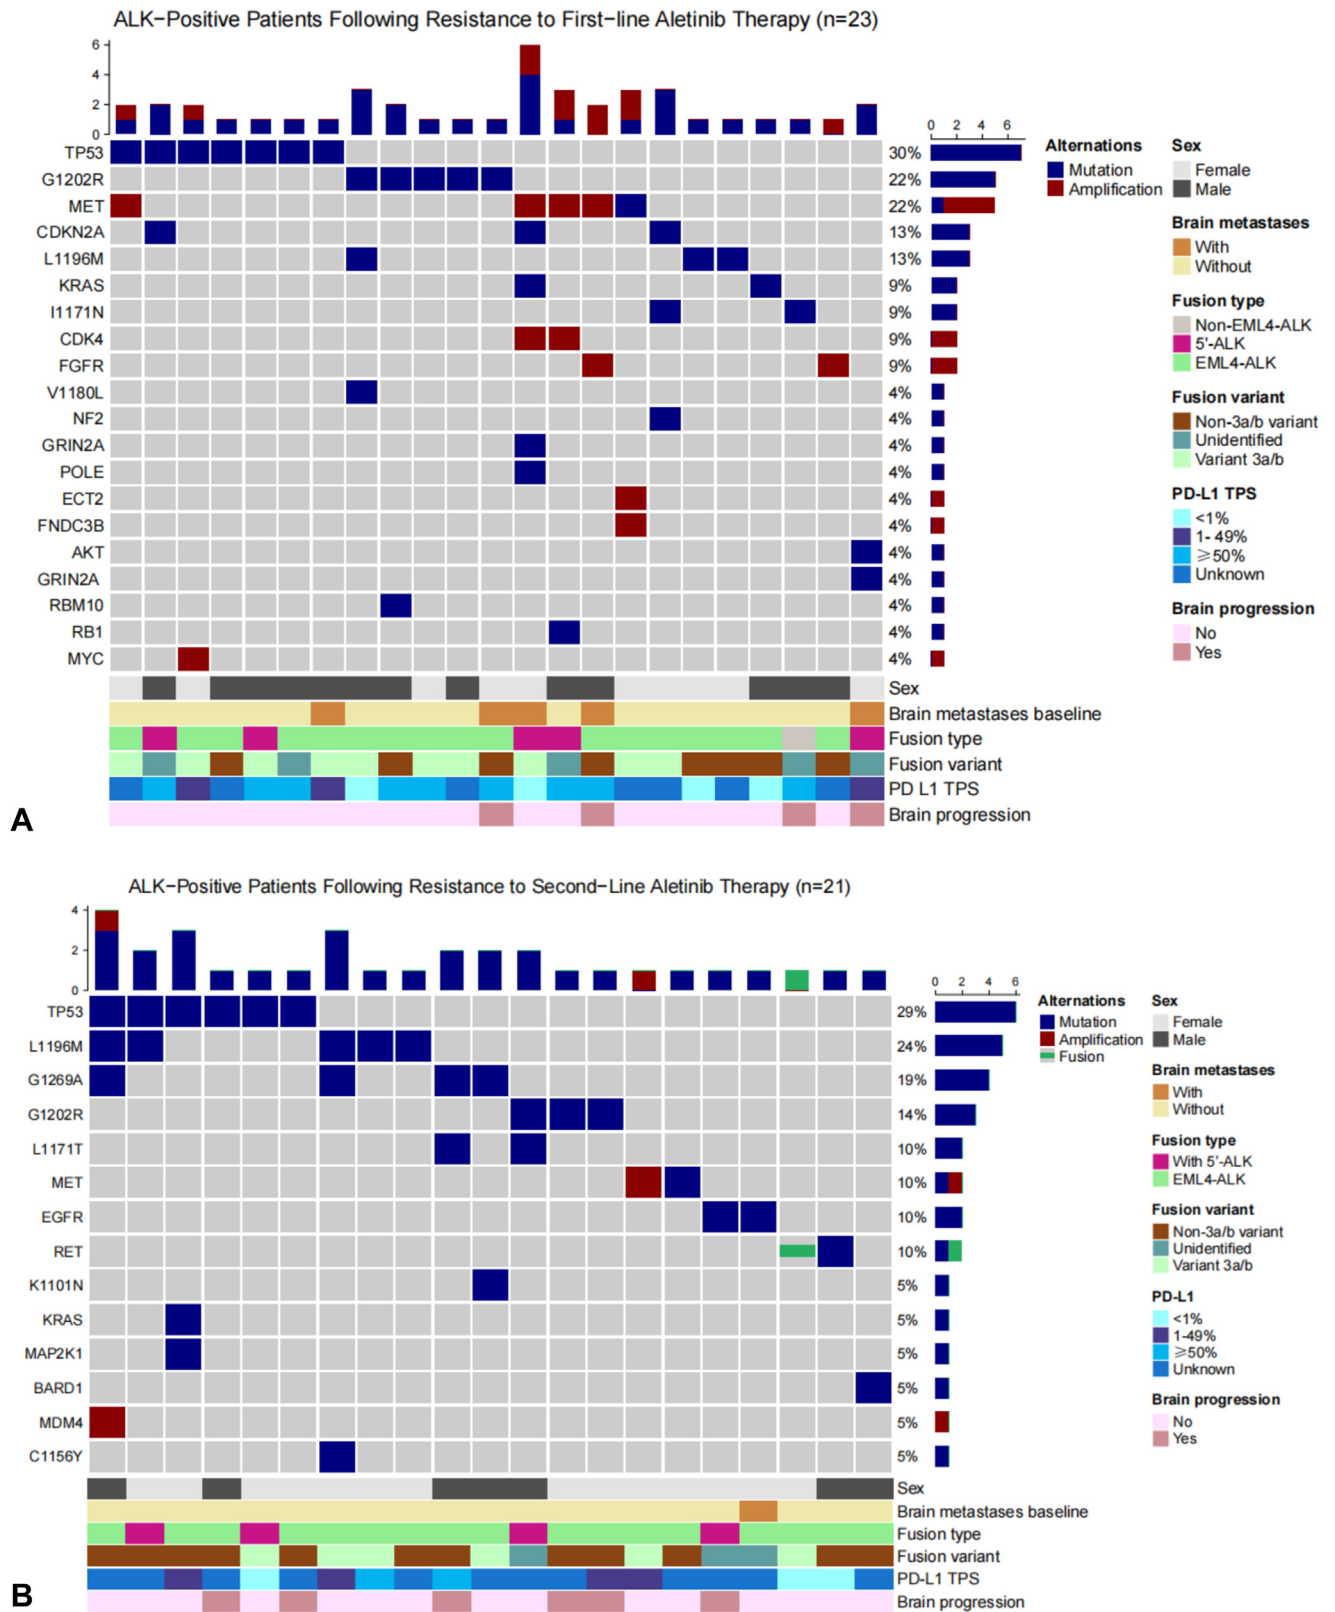 ALK−Positive Patients Following Resistance to First−line Aletinib Therapy (n=23)
6
4
2
0
0 2 4 6
TP53 30%
G1202R 22%
MET 22%
CDKN2A 13%
L1196M 13%
KRAS 9%
I1171N 9%
CDK4 9%
FGFR 9%
V1180L 4%
NF2 4%
GRIN2A 4%
POLE 4%
ECT2 4%
FNDC3B 4%
AKT 4%
GRIN2A 4%
RBM10 4%
RB1 4%
MYC 4%
Sex
Brain metastases baseline
Fusion type
Fusion variant
PD L1 TPS
Brain progression
Alternations
Mutation
Amplification
Sex
Female
Male
Brain metastases
With
Without
Fusion type
Non-EML4-ALK
5'-ALK
EML4-ALK
Fusion variant
Non-3a/b variant
Unidentified
Variant 3a/b
PD-L1 TPS
<1%
1- 49%
⩾50%
Unknown
Brain progression
No
Yes
A
ALK−Positive Patients Following Resistance to Second−Line Aletinib Therapy (n=21)
4
2
0
0 2 4 6
TP53 29%
L1196M 24%
G1269A 19%
G1202R 14%
L1171T 10%
MET 10%
EGFR 10%
RET 10%
K1101N 5%
KRAS 5%
MAP2K1 5%
BARD1 5%
MDM4 5%
C1156Y 5%
Sex
Brain metastases baseline
Fusion type
Fusion variant
PD-L1 TPS
Brain progression
Alternations
Mutation
Amplification
Fusion
Sex
Female
Male
Brain metastases
With
Without
Fusion type
With 5'-ALK
EML4-ALK
Fusion variant
Non-3a/b variant
Unidentified
Variant 3a/b
PD-L1
<1%
1-49%
⩾50%
Unknown
Brain progression
No
Yes
B